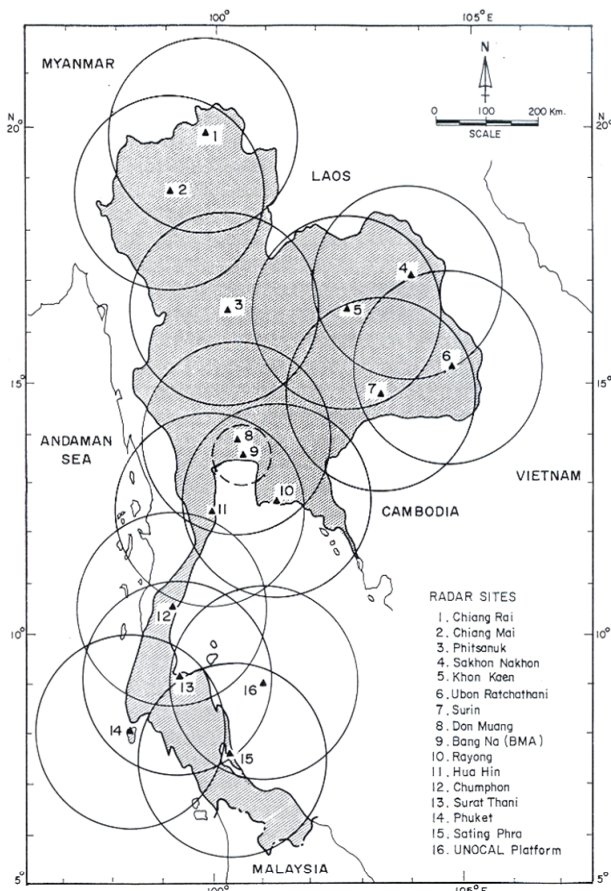 100°
105°E
MYANMAR
N
0 100 200 Km.
SCALE
N
20°
N
20°
1
2
LAOS
3
4
5
6
7
15°
15°
8
9
ANDAMAN
SEA
10
11
VIETNAM
CAMBODIA
12
10°
10°
13
16
14
15
RADAR SITES
1. Chiang Rai
2. Chiang Mai
3. Phitsanuk
4. Sakhon Nakhon
5. Khon Kaen
6. Ubon Ratchathani
7. Surin
8. Don Muang
9. Bang Na (BMA)
10. Rayong
11. Hua Hin
12. Chumphon
13. Surat Thani
14. Phuket
15. Sating Phra
16. UNOCAL Platform
MALAYSIA
5°
5°
100°
105°E